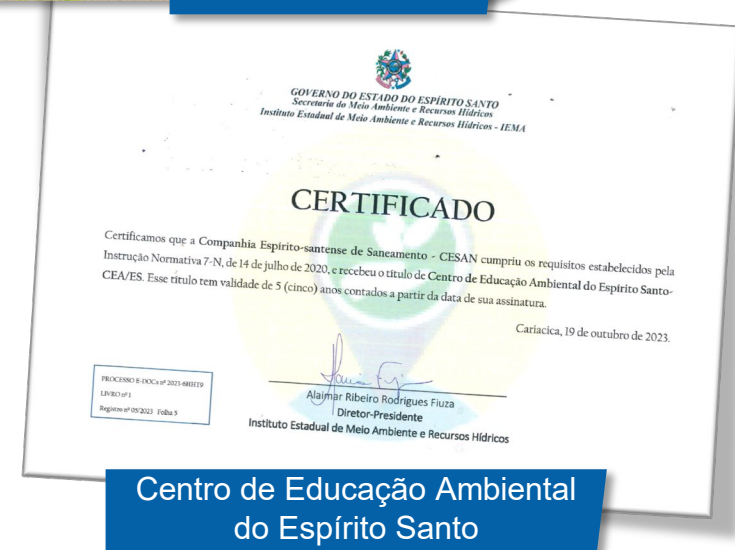 GOVERNO DO ESTADO DO ESPÍRITO SANTO
Secretaria do Meio Ambiente e Recursos Hídricos
Instituto Estadual de Meio Ambiente e Recursos Hídricos - IEMA
CERTIFICADO
Certificamos que a Companhia Espírito-santense de Saneamento - CESAN cumpriu os requisitos estabelecidos pela
Instrução Normativa 7-N, de 14 de julho de 2020, e recebeu o título de Centro de Educação Ambiental do Espírito Santo-
CEA/ES. Esse título tem validade de 5 (cinco) anos contados a partir da data de sua assinatura.
Cariacica, 19 de outubro de 2023.
PROCESSO E-DOCs nº 2023-6HHT9
LIVRO nº 1
Registro nº 05/2023 Folha 5
Alaimar Ribeiro Rodrigues Fiuza
Diretor-Presidente
Instituto Estadual de Meio Ambiente e Recursos Hídricos
Centro de Educação Ambiental
do Espírito Santo